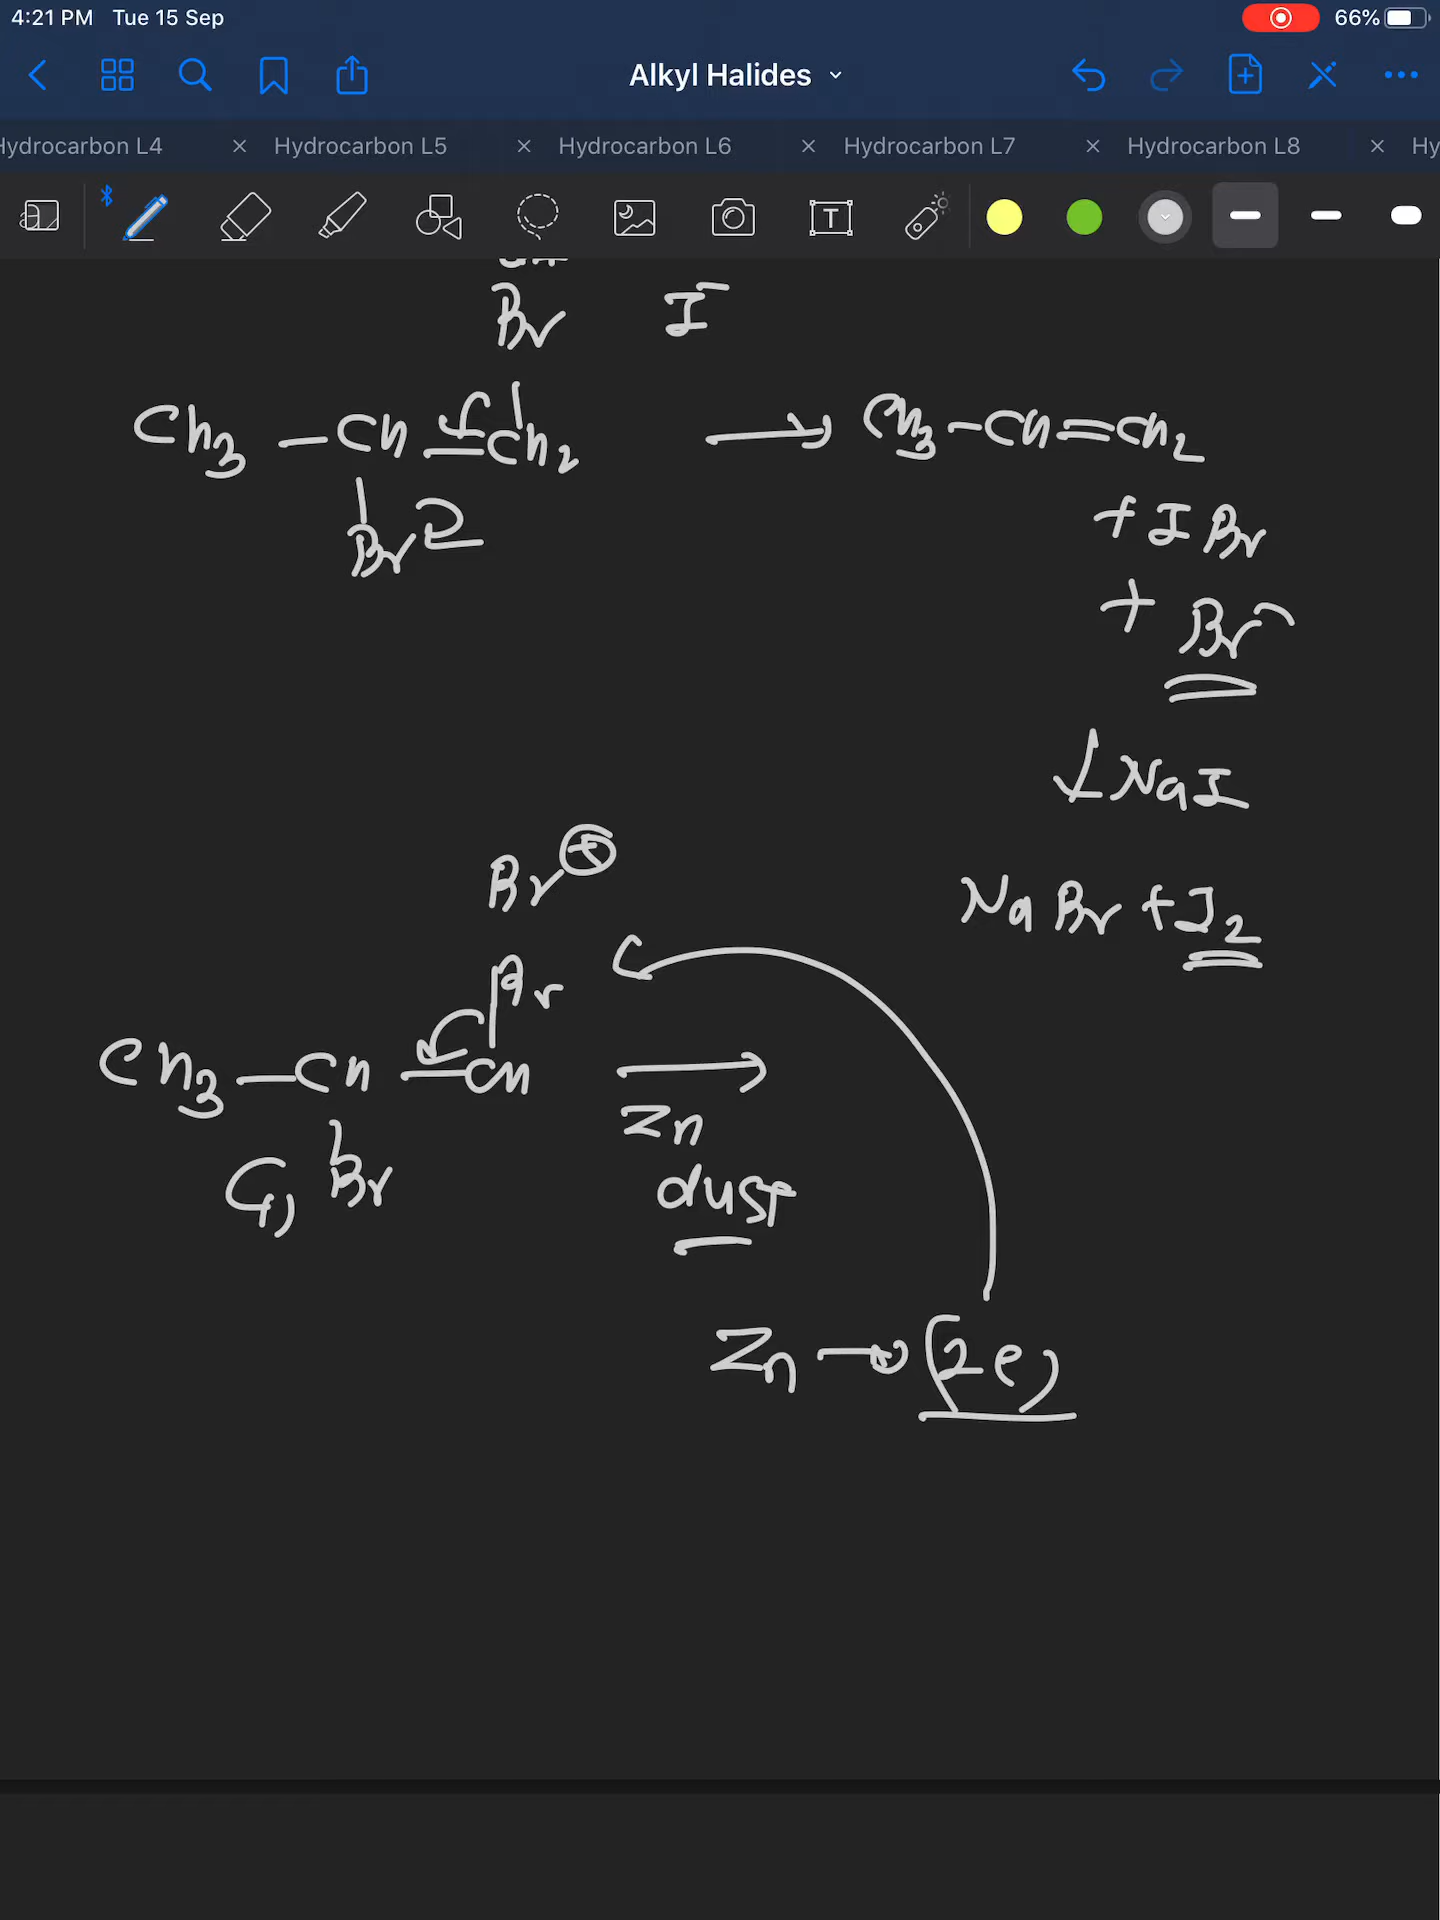 4:21 PM Tue 15 Sep 66%
Alkyl Halides
Hydrocarbon L4 × Hydrocarbon L5 × Hydrocarbon L6 × Hydrocarbon L7 × Hydrocarbon L8 × Hy
T
Br I⁻
CH₃ – CH – CH₂ → CH₃–CH=CH₂
Br
+ I Br
+ Br⁻
↓ NaI
Br⊕
NaBr + I₂
Br
CH₃ – CH – CH →
Zn
Br
dust
Zn → (2e)